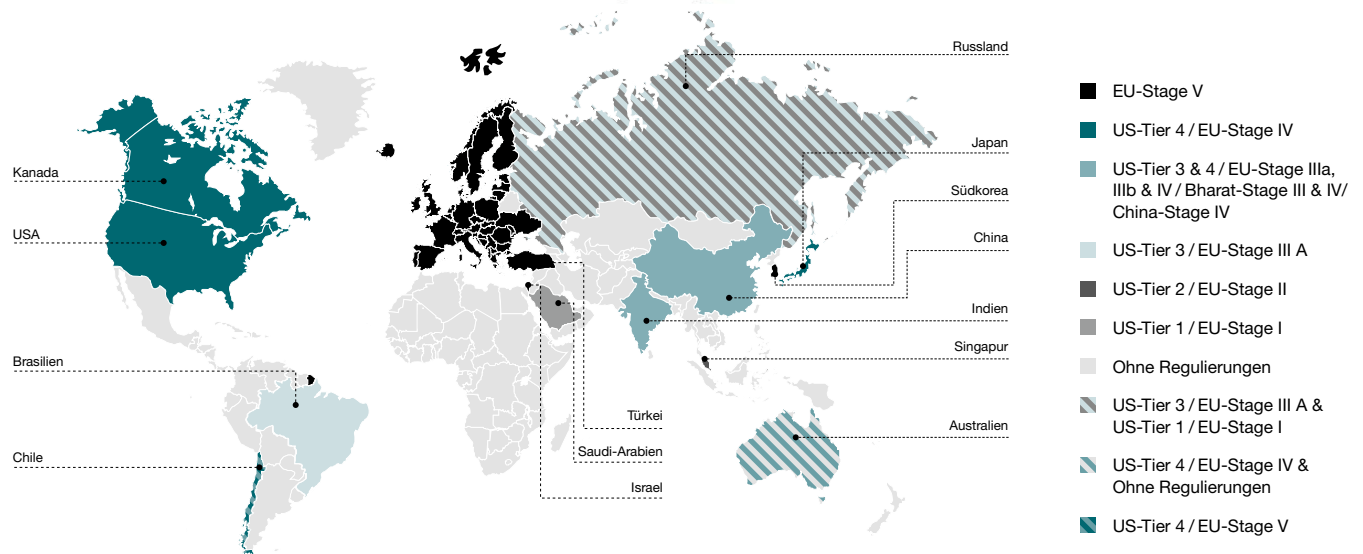 Russland
Japan
Südkorea
China
Indien
Singapur
Australien
Kanada
USA
Brasilien
Chile
Türkei
Saudi-Arabien
Israel
EU-Stage V
US-Tier 4 / EU-Stage IV
US-Tier 3 & 4 / EU-Stage IIIa,
IIIb & IV / Bharat-Stage III & IV/
China-Stage IV
US-Tier 3 / EU-Stage III A
US-Tier 2 / EU-Stage II
US-Tier 1 / EU-Stage I
Ohne Regulierungen
US-Tier 3 / EU-Stage III A &
US-Tier 1 / EU-Stage I
US-Tier 4 / EU-Stage IV &
Ohne Regulierungen
US-Tier 4 / EU-Stage V